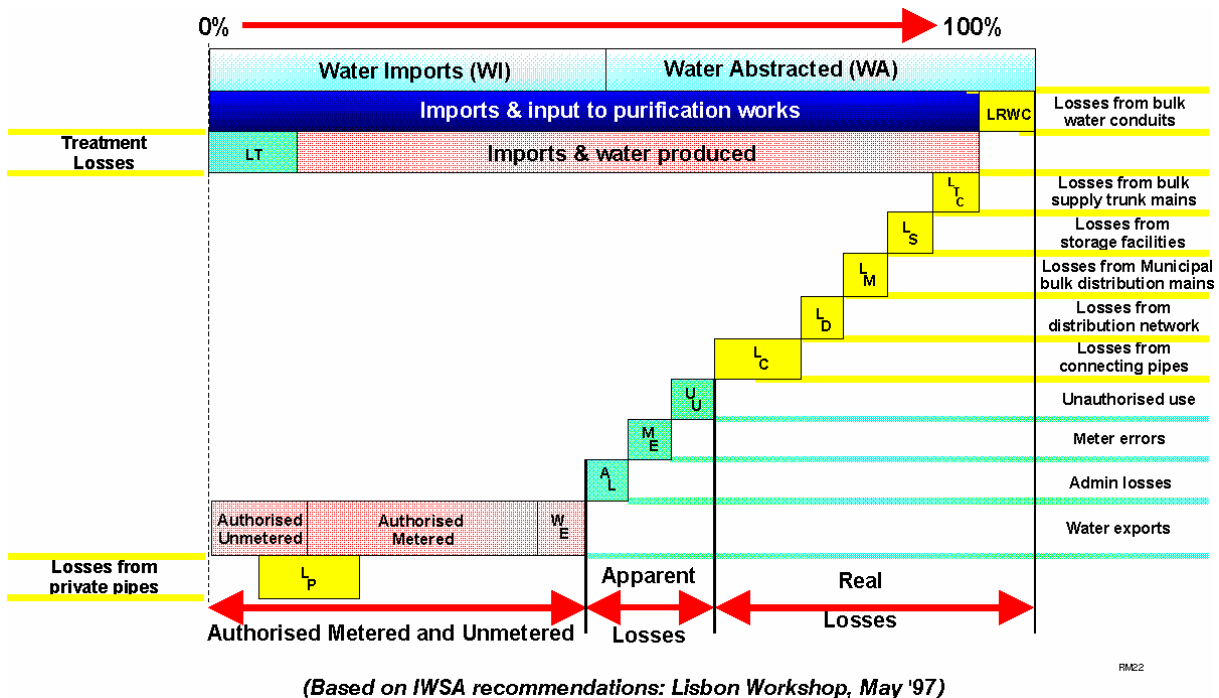 0%
100%
Water Imports (WI)
Water Abstracted (WA)
Imports & input to purification works
LRWC
Losses from bulk
water conduits
Treatment
Losses
LT
Imports & water produced
LTC
Losses from bulk
supply trunk mains
LS
Losses from
storage facilities
LM
Losses from Municipal
bulk distribution mains
LD
Losses from
distribution network
LC
Losses from
connecting pipes
UU
Unauthorised use
ME
Meter errors
AL
Admin losses
Authorised
Unmetered
Authorised
Metered
WE
Water exports
Losses from
private pipes
LP
Apparent
Losses
Real
Losses
Authorised Metered and Unmetered
RM22
(Based on IWSA recommendations: Lisbon Workshop, May '97)